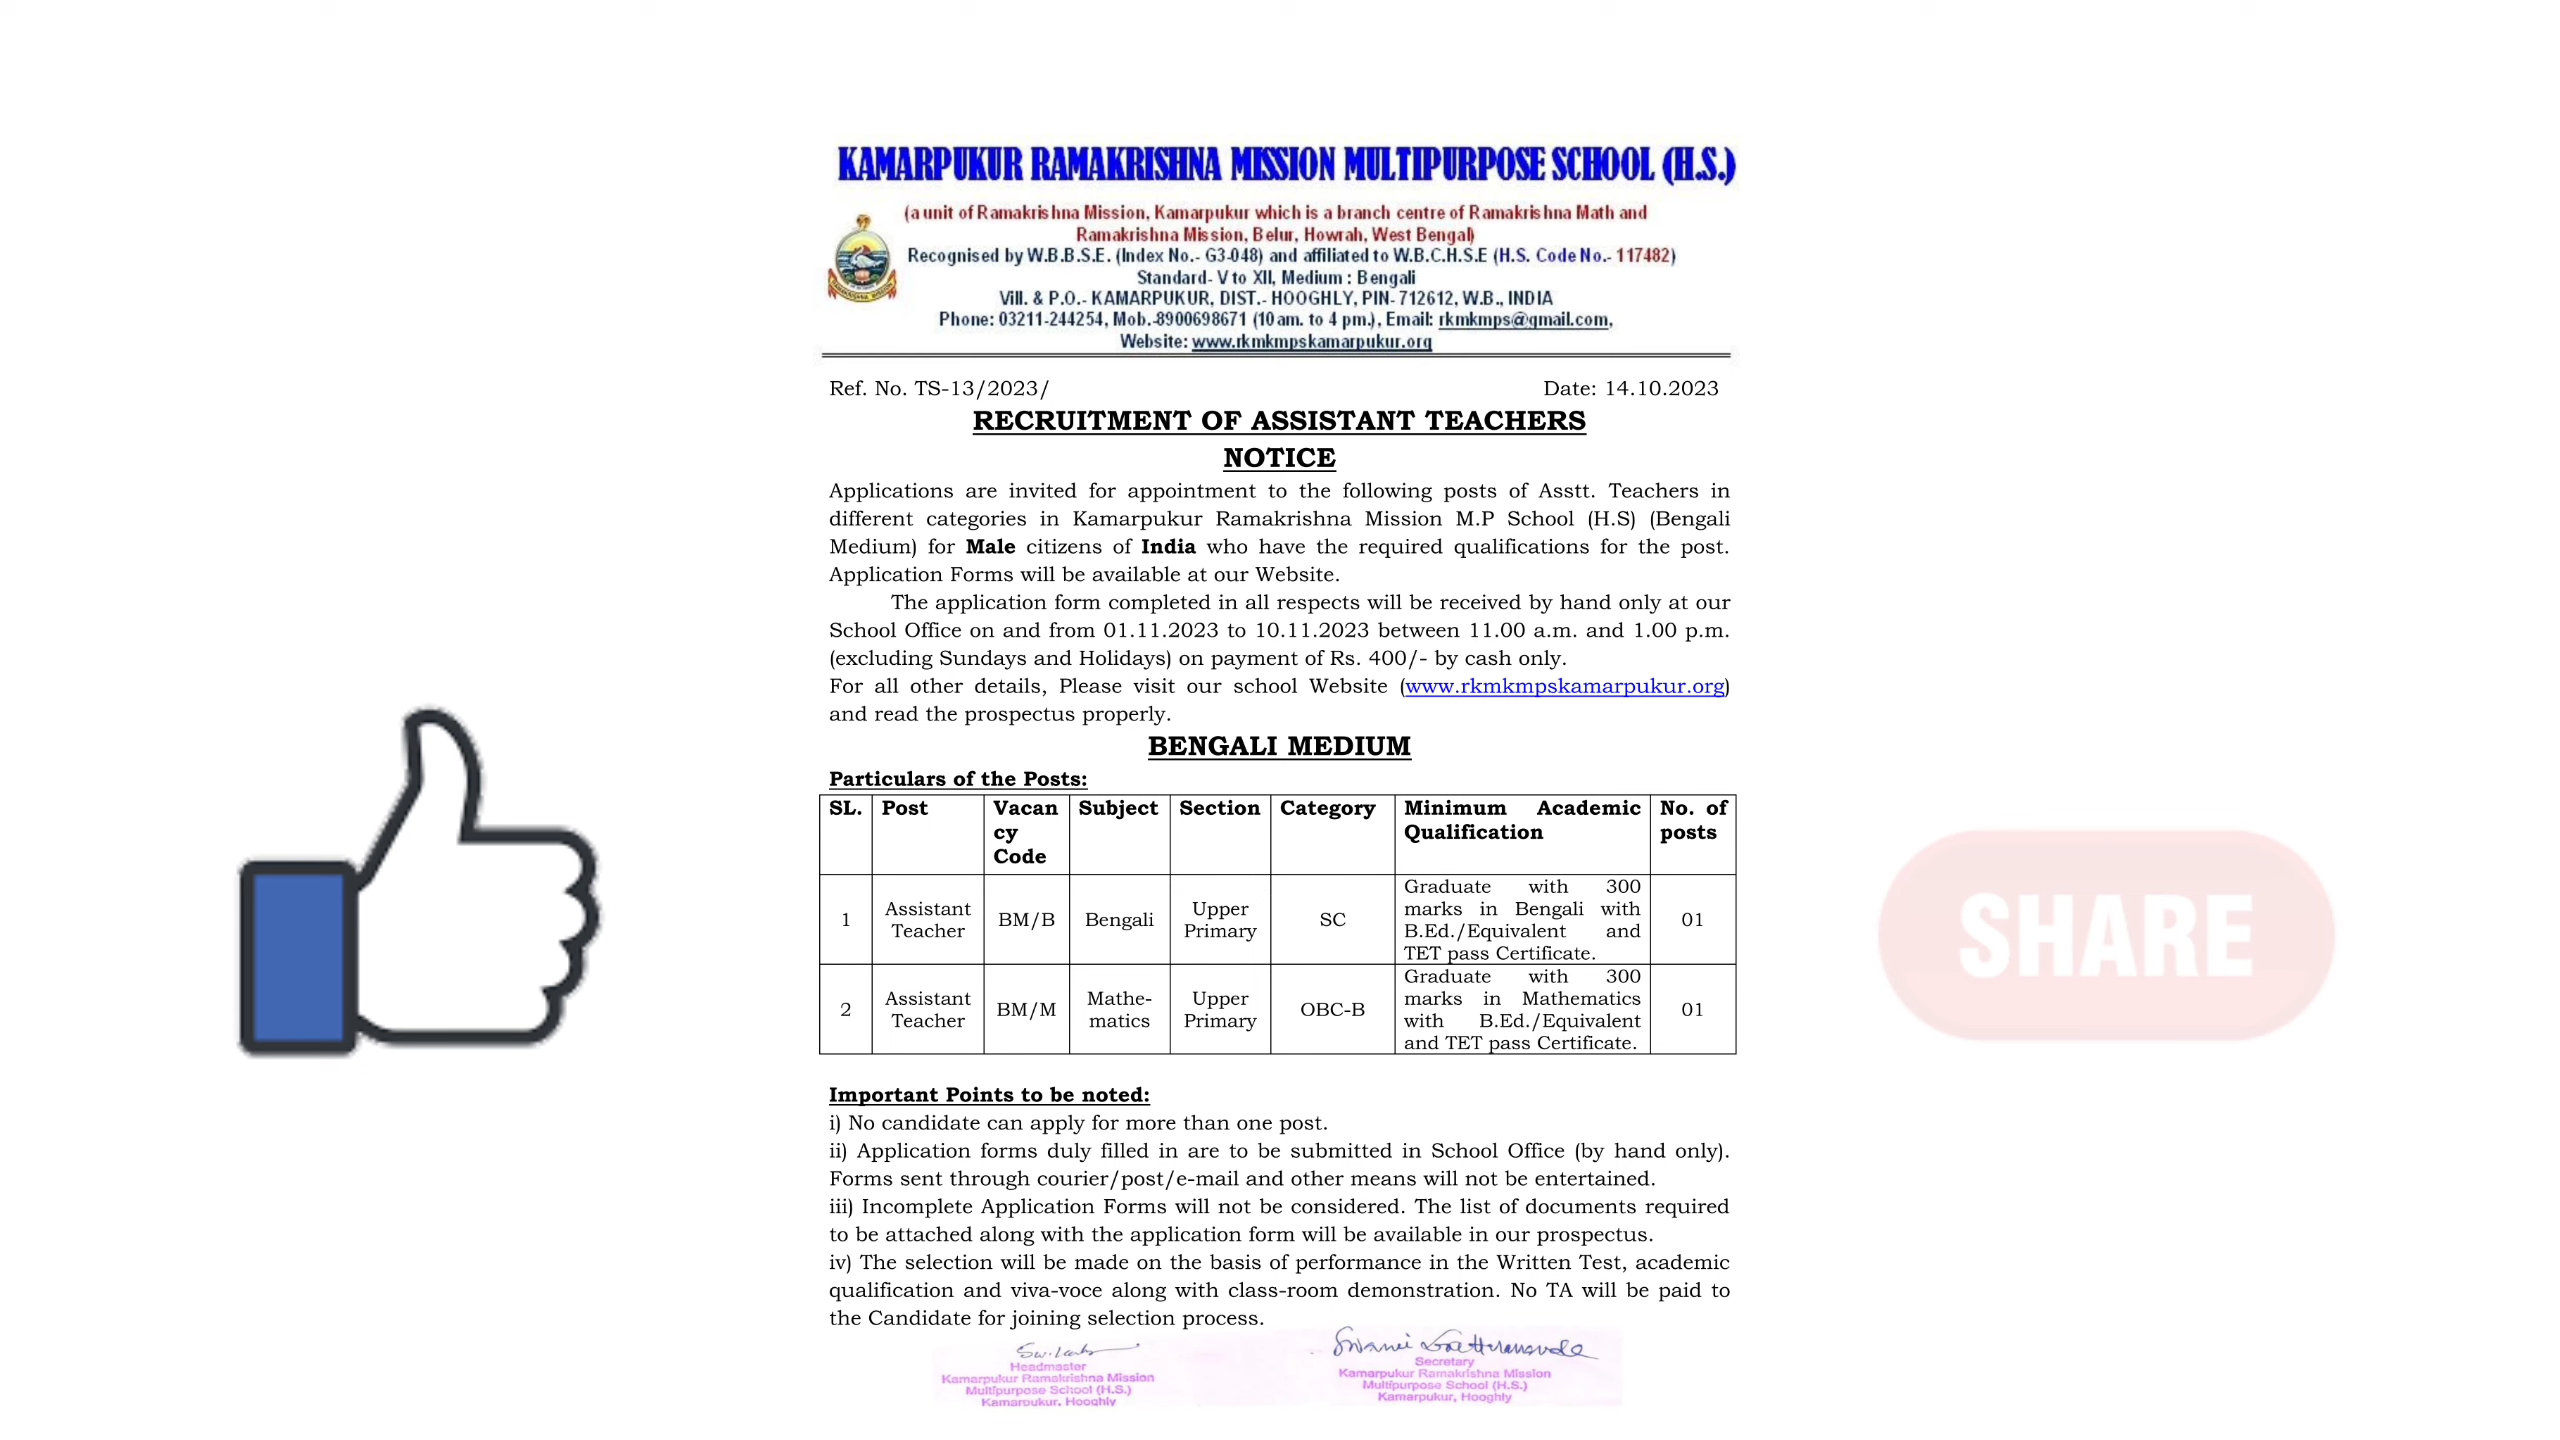 KAMARPUKUR RAMAKRISHNA MISSION MULTIPURPOSE SCHOOL (H.S.)
(a unit of Ramakrishna Mission, Kamarpukur which is a branch centre of Ramakrishna Math and
Ramakrishna Mission, Belur, Howrah, West Bengal)
Recognised by W.B.B.S.E. (Index No.- G3-048) and affiliated to W.B.C.H.S.E (H.S. Code No.- 117482)
Standard- V to XII, Medium : Bengali
Vill. & P.O.- KAMARPUKUR, DIST.- HOOGHLY, PIN- 712612, W.B., INDIA
Phone: 03211-244254, Mob.-8900698671 (10 am. to 4 pm.), Email: rkmkmps@gmail.com,
Website: www.rkmkmpskamarpukur.org
Ref. No. TS-13/2023/ Date: 14.10.2023
RECRUITMENT OF ASSISTANT TEACHERS
NOTICE
Applications are invited for appointment to the following posts of Asstt. Teachers in
different categories in Kamarpukur Ramakrishna Mission M.P School (H.S) (Bengali
Medium) for Male citizens of India who have the required qualifications for the post.
Application Forms will be available at our Website.
The application form completed in all respects will be received by hand only at our
School Office on and from 01.11.2023 to 10.11.2023 between 11.00 a.m. and 1.00 p.m.
(excluding Sundays and Holidays) on payment of Rs. 400/- by cash only.
For all other details, Please visit our school Website (www.rkmkmpskamarpukur.org)
and read the prospectus properly.
BENGALI MEDIUM
Particulars of the Posts:
SL. Post Vacan cy Code Subject Section Category Minimum Academic Qualification No. of posts
1 Assistant Teacher BM/B Bengali Upper Primary SC Graduate with 300 marks in Bengali with B.Ed./Equivalent and TET pass Certificate. 01
2 Assistant Teacher BM/M Mathe- matics Upper Primary OBC-B Graduate with 300 marks in Mathematics with B.Ed./Equivalent and TET pass Certificate. 01
Important Points to be noted:
i) No candidate can apply for more than one post.
ii) Application forms duly filled in are to be submitted in School Office (by hand only).
Forms sent through courier/post/e-mail and other means will not be entertained.
iii) Incomplete Application Forms will not be considered. The list of documents required
to be attached along with the application form will be available in our prospectus.
iv) The selection will be made on the basis of performance in the Written Test, academic
qualification and viva-voce along with class-room demonstration. No TA will be paid to
the Candidate for joining selection process.
Headmaster
Kamarpukur Ramakrishna Mission
Multipurpose School (H.S.)
Kamarpukur, Hooghly
Swami
Secretary
Kamarpukur Ramakrishna Mission
Multipurpose School (H.S.)
Kamarpukur, Hooghly
SHARE